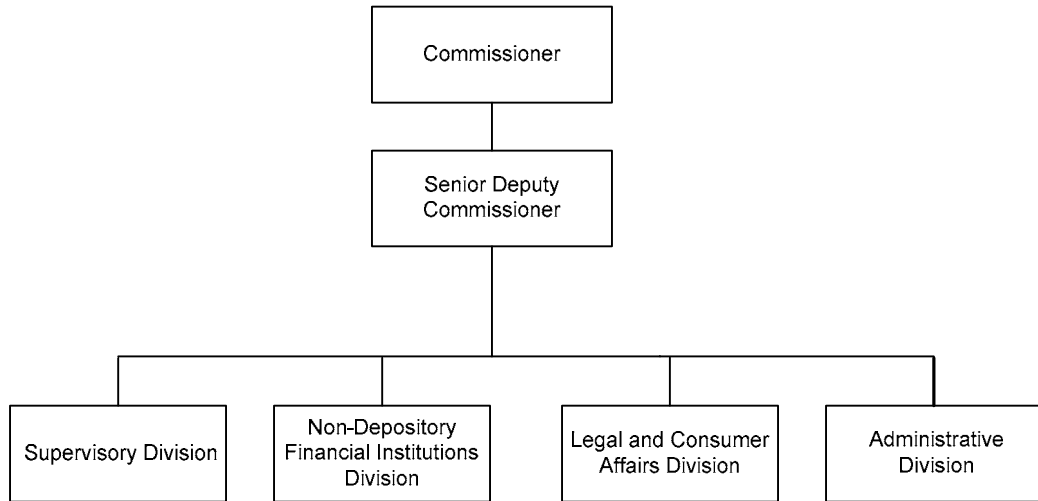 Commissioner
Senior Deputy
Commissioner
Supervisory Division
Non-Depository
Financial Institutions
Division
Legal and Consumer
Affairs Division
Administrative
Division